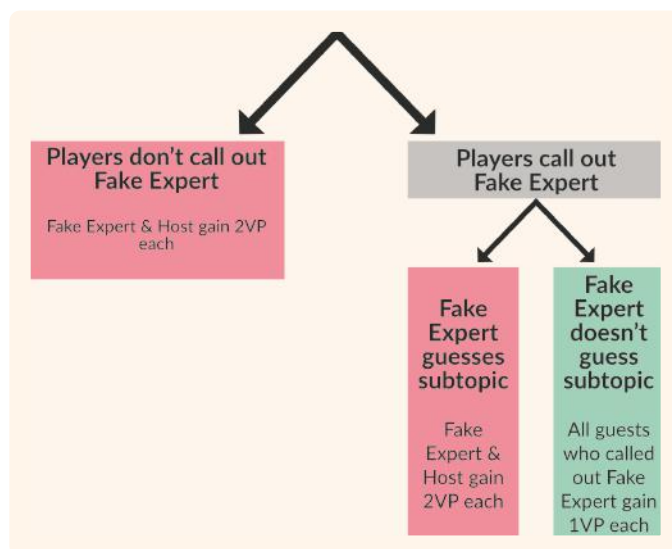 Players don't call out
Fake Expert
Fake Expert & Host gain 2VP
each
Players call out
Fake Expert
Fake
Expert
guesses
subtopic
Fake
Expert &
Host gain
2VP each
Fake
Expert
doesn't
guess
subtopic
All guests
who called
out Fake
Expert gain
1VP each